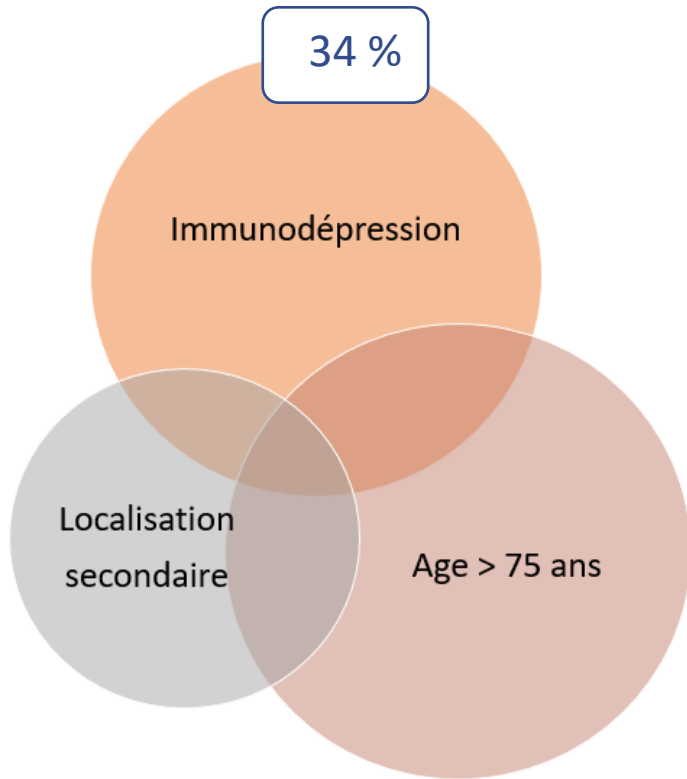 34 %
Immunodépression
Localisation
secondaire
Age > 75 ans